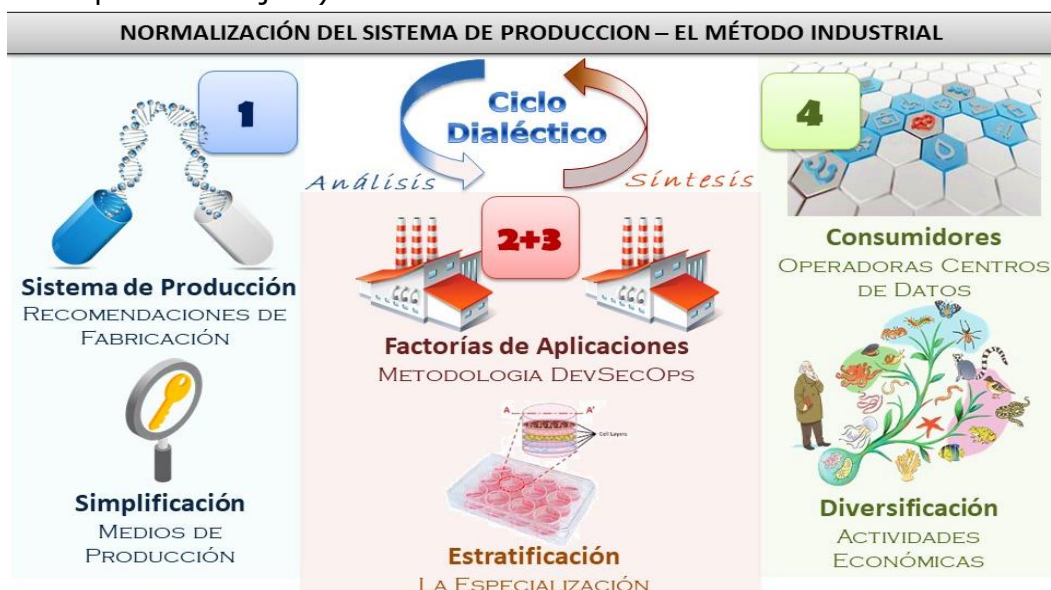 NORMALIZACIÓN DEL SISTEMA DE PRODUCCION – EL MÉTODO INDUSTRIAL
1
Ciclo
Dialéctico
Análisis
Síntesis
4
2+3
Sistema de Producción
RECOMENDACIONES DE
FABRICACIÓN
Factorías de Aplicaciones
METODOLOGIA DEVSECOPS
Consumidores
OPERADORAS CENTROS
DE DATOS
A
A'
Cell Layers
Simplificación
MEDIOS DE
PRODUCCIÓN
Estratificación
LA ESPECIALIZACIÓN
Diversificación
ACTIVIDADES
ECONÓMICAS